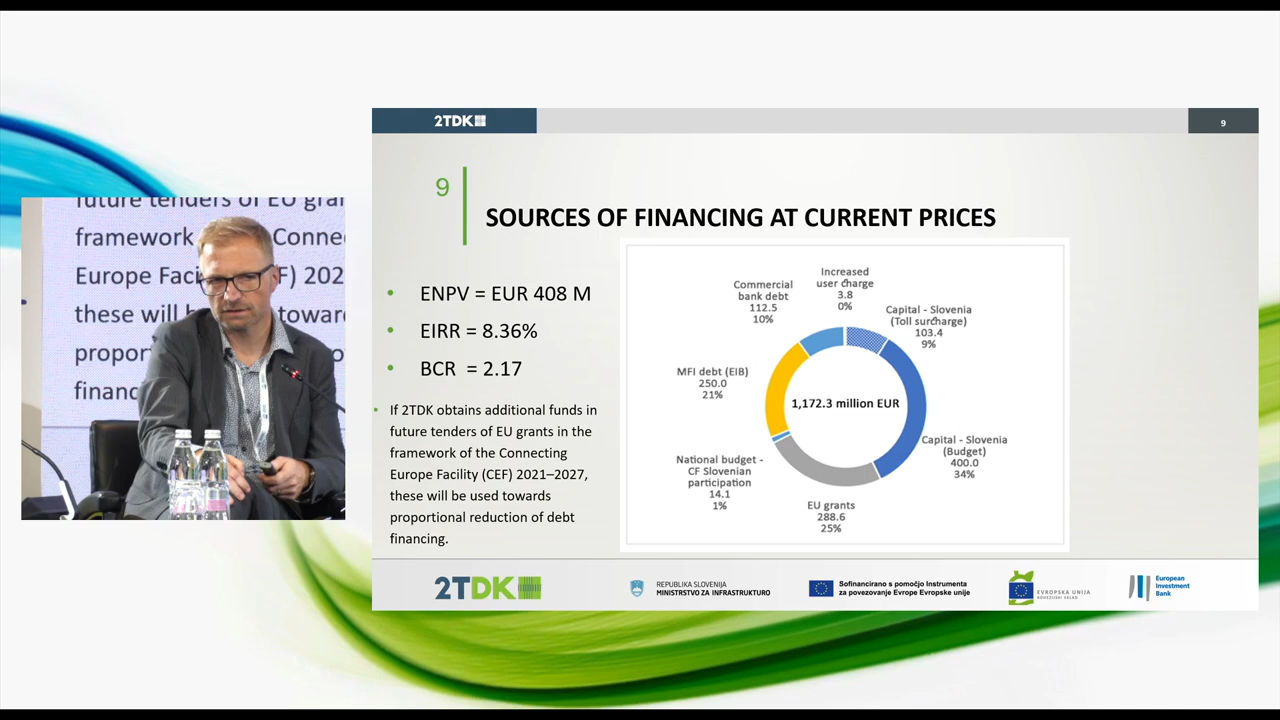 2TDK
9
9
SOURCES OF FINANCING AT CURRENT PRICES
• ENPV = EUR 408 M
• EIRR = 8.36%
• BCR = 2.17
• If 2TDK obtains additional funds in
future tenders of EU grants in the
framework of the Connecting
Europe Facility (CEF) 2021–2027,
these will be used towards
proportional reduction of debt
financing.
Increased
user charge
3.8
0%
Capital - Slovenia
(Toll surcharge)
103.4
9%
Capital - Slovenia
(Budget)
400.0
34%
EU grants
288.6
25%
National budget -
CF Slovenian
participation
14.1
1%
MFI debt (EIB)
250.0
21%
Commercial
bank debt
112.5
10%
1,172.3 million EUR
future tenders of EU
framework Conne
Europe Faci F) 202
these will towar
propor
financ
2TDK
REPUBLIKA SLOVENIJA
MINISTRSTVO ZA INFRASTRUKTURO
Sofinancirano s pomočjo Instrumenta
za povezovanje Evrope Evropske unije
EVROPSKA UNIJA
KOHEZIJSKI SKLAD
European
Investment
Bank